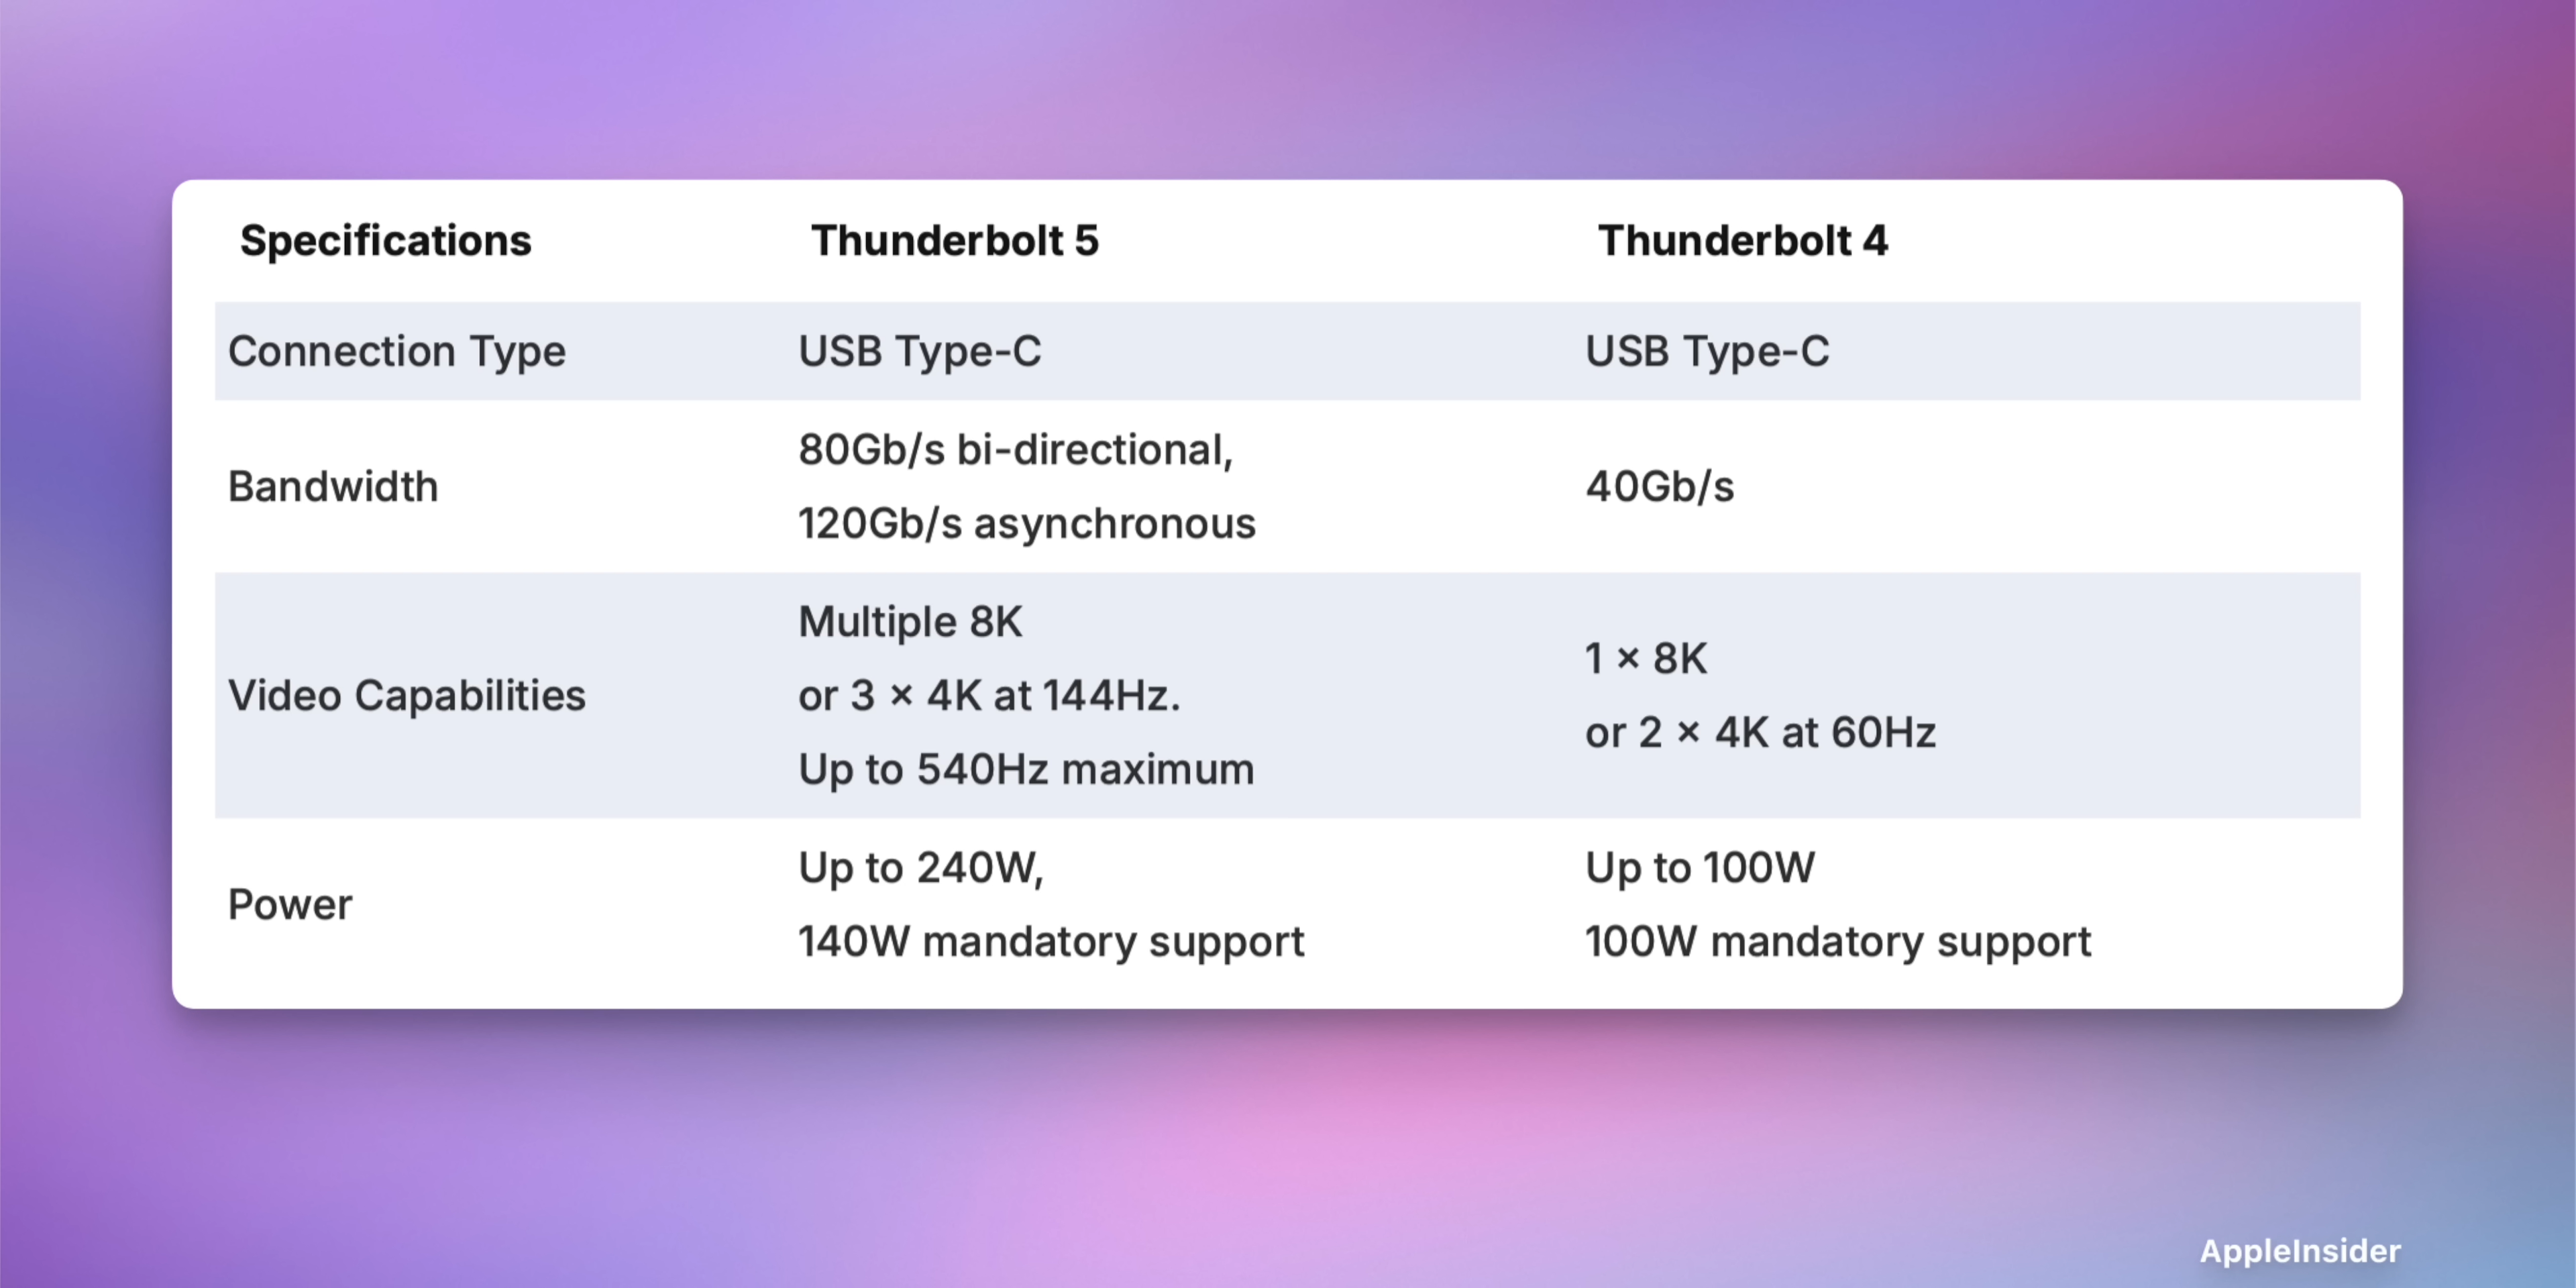 Specifications Thunderbolt 5 Thunderbolt 4
Connection Type USB Type-C USB Type-C
Bandwidth
80Gb/s bi-directional,
120Gb/s asynchronous
40Gb/s
Video Capabilities
Multiple 8K
or 3 × 4K at 144Hz.
Up to 540Hz maximum
1 × 8K
or 2 × 4K at 60Hz
Power
Up to 240W,
140W mandatory support
Up to 100W
100W mandatory support
AppleInsider